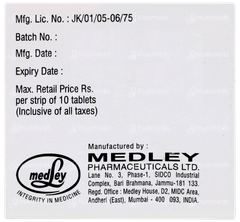 Mfg. Lic. No. : JK/01/05-06/75
Batch No. :
Mfg. Date :
Expiry Date :
Max. Retail Price Rs.
per strip of 10 tablets
(Inclusive of all taxes)
Manufactured by :
MEDLEY
PHARMACEUTICALS LTD.
Lane No. 3, Phase-1, SIDCO Industrial
Complex, Bari Brahmana, Jammu-181 133.
Regd. Office : Medley House, D2, MIDC Area,
Andheri (East), Mumbai - 400 093, INDIA.
medley
INTEGRITY IN MEDICINE